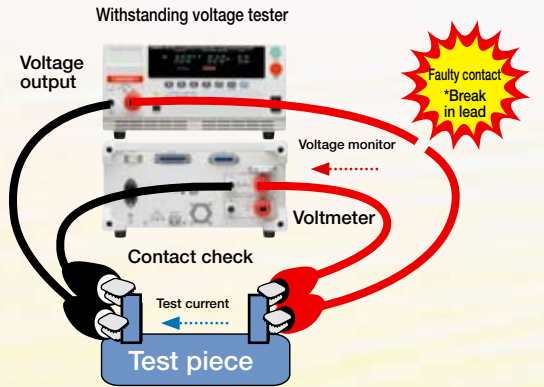 Withstanding voltage tester
Voltage
output
Faulty contact
*Break
in lead
Voltage monitor
Voltmeter
Contact check
Test current
Test piece